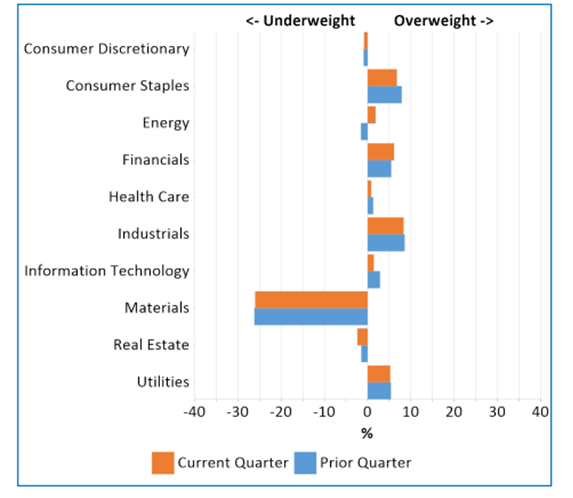 <- Underweight Overweight ->
Consumer Discretionary
Consumer Staples
Energy
Financials
Health Care
Industrials
Information Technology
Materials
Real Estate
Utilities
-40 -30 -20 -10 0 10 20 30 40
%
Current Quarter Prior Quarter